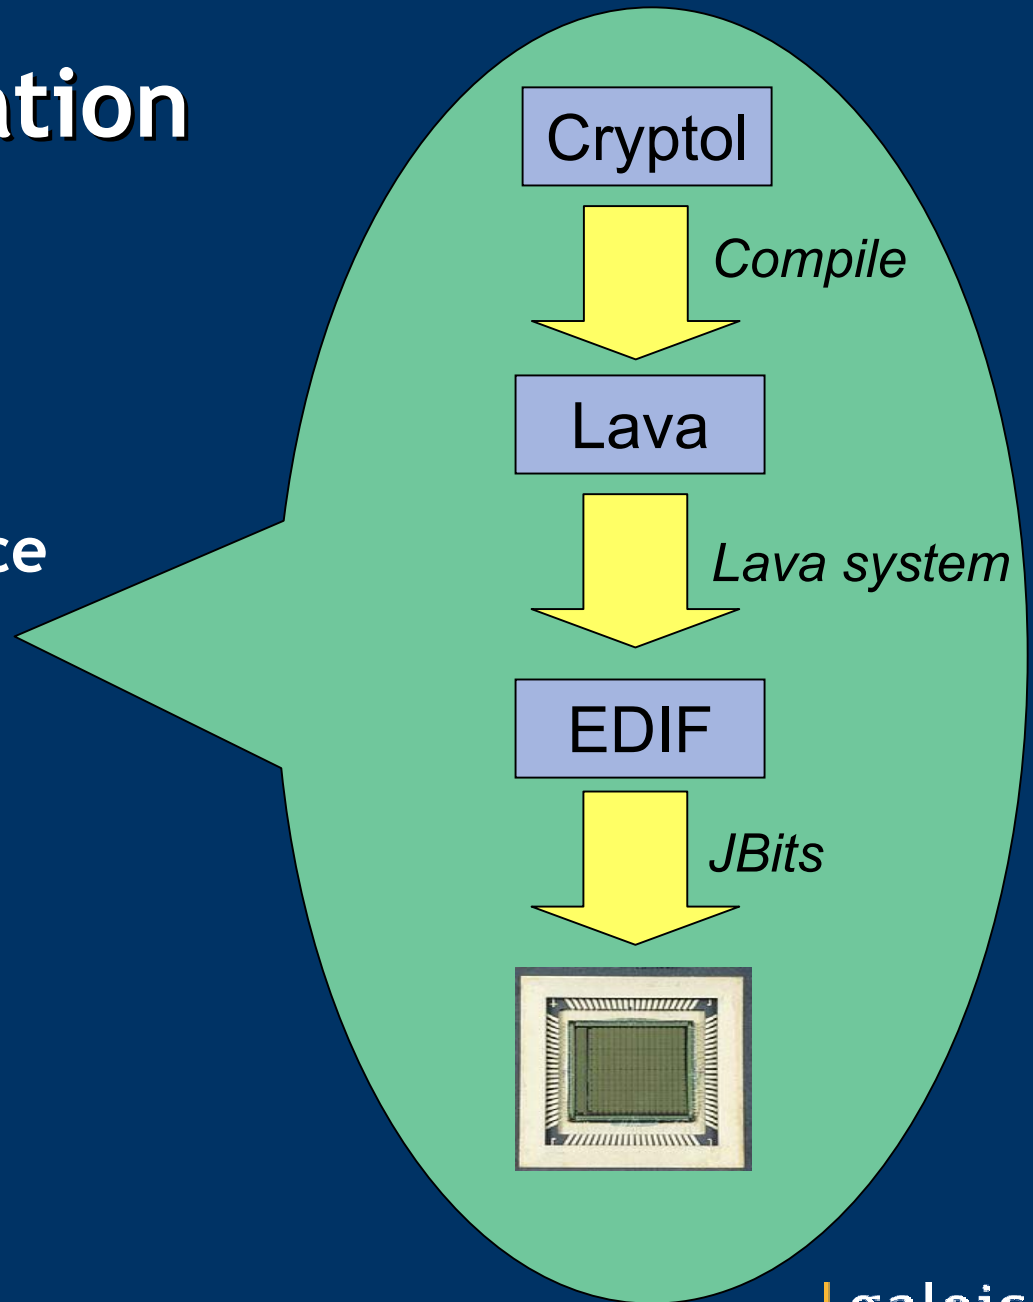 ation
Cryptol
Compile
Lava
ce
Lava system
EDIF
JBits